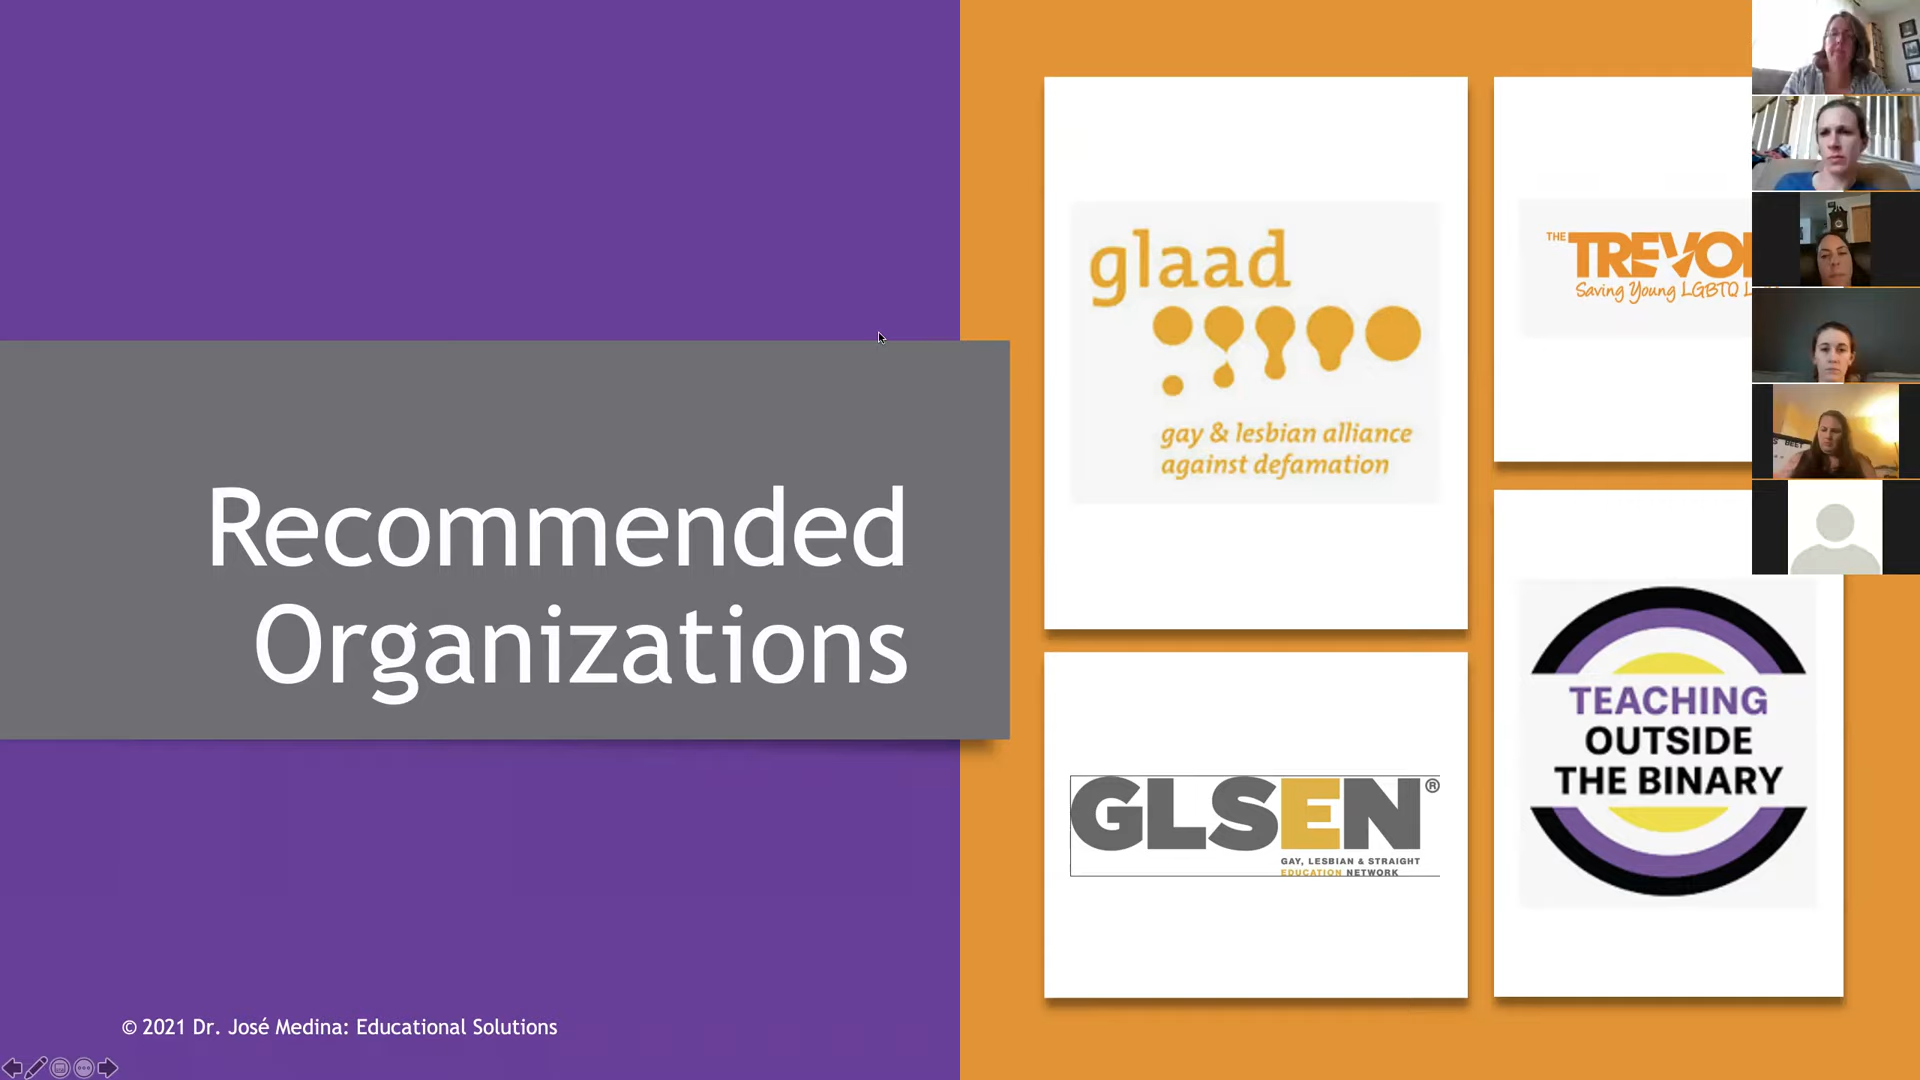 Recommended
Organizations
© 2021 Dr. José Medina: Educational Solutions
glaad
gay & lesbian alliance
against defamation
THE TREVO
Saving Young LGBTQ L
GLSEN®
GAY, LESBIAN & STRAIGHT
EDUCATION NETWORK
TEACHING
OUTSIDE
THE BINARY